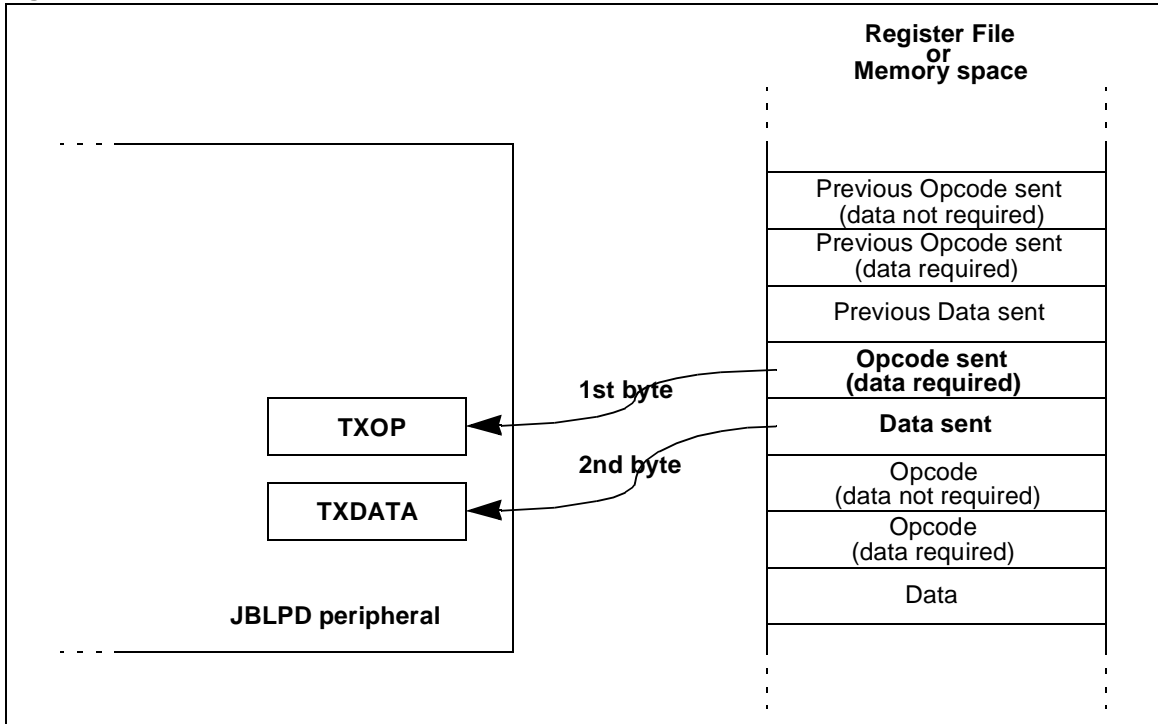 Register File
or
Memory space
Previous Opcode sent
(data not required)
Previous Opcode sent
(data required)
Previous Data sent
Opcode sent
(data required)
1st byte
TXOP
Data sent
2nd byte
Opcode
(data not required)
TXDATA
Opcode
(data required)
Data
JBLPD peripheral